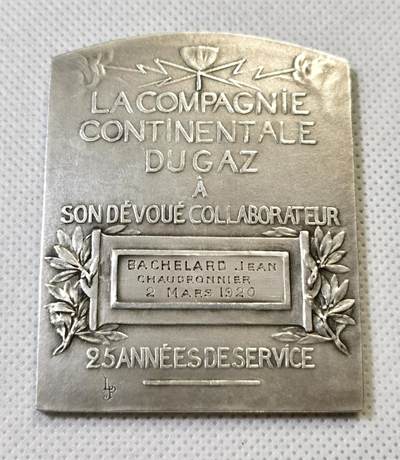 LA COMPAGNIE
CONTINENTALE
DU GAZ
À
SON DÉVOUÉ COLLABORATEUR
BACHELARD JEAN
CHAUDRONNIER
2 MARS 1920
25 ANNÉES DE SERVICE